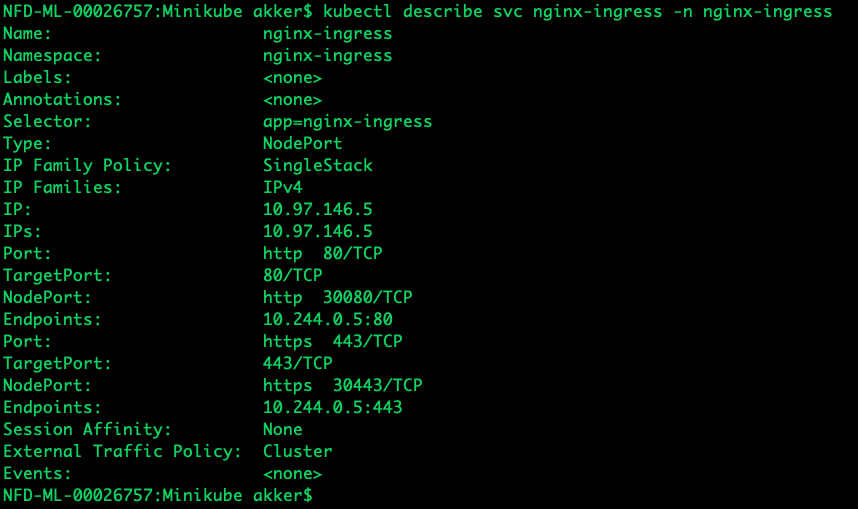 NFD-ML-00026757:Minikube akker$ kubectl describe svc nginx-ingress -n nginx-ingress
Name:                     nginx-ingress
Namespace:                nginx-ingress
Labels:                   <none>
Annotations:              <none>
Selector:                 app=nginx-ingress
Type:                     NodePort
IP Family Policy:         SingleStack
IP Families:              IPv4
IP:                       10.97.146.5
IPs:                      10.97.146.5
Port:                     http  80/TCP
TargetPort:               80/TCP
NodePort:                 http  30080/TCP
Endpoints:                10.244.0.5:80
Port:                     https  443/TCP
TargetPort:               443/TCP
NodePort:                 https  30443/TCP
Endpoints:                10.244.0.5:443
Session Affinity:         None
External Traffic Policy:  Cluster
Events:                   <none>
NFD-ML-00026757:Minikube akker$